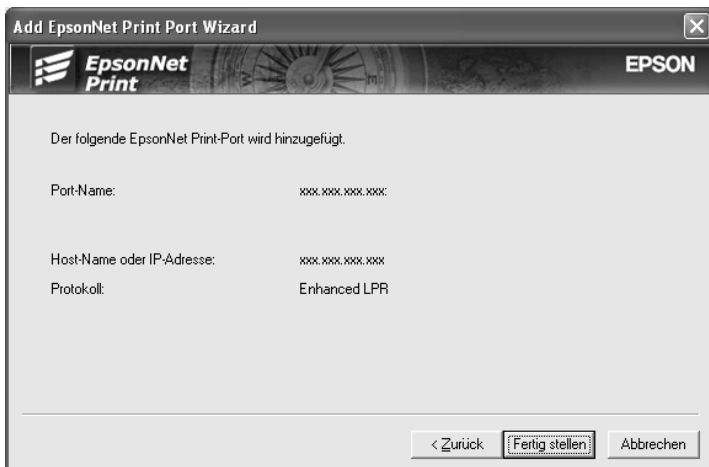 Add EpsonNet Print Port Wizard
EpsonNet
Print
EPSON
Der folgende EpsonNet Print-Port wird hinzugefügt.
Port-Name: xxx.xxx.xxx.xxx:
Host-Name oder IP-Adresse: xxx.xxx.xxx.xxx
Protokoll: Enhanced LPR
< Zurück Fertig stellen Abbrechen